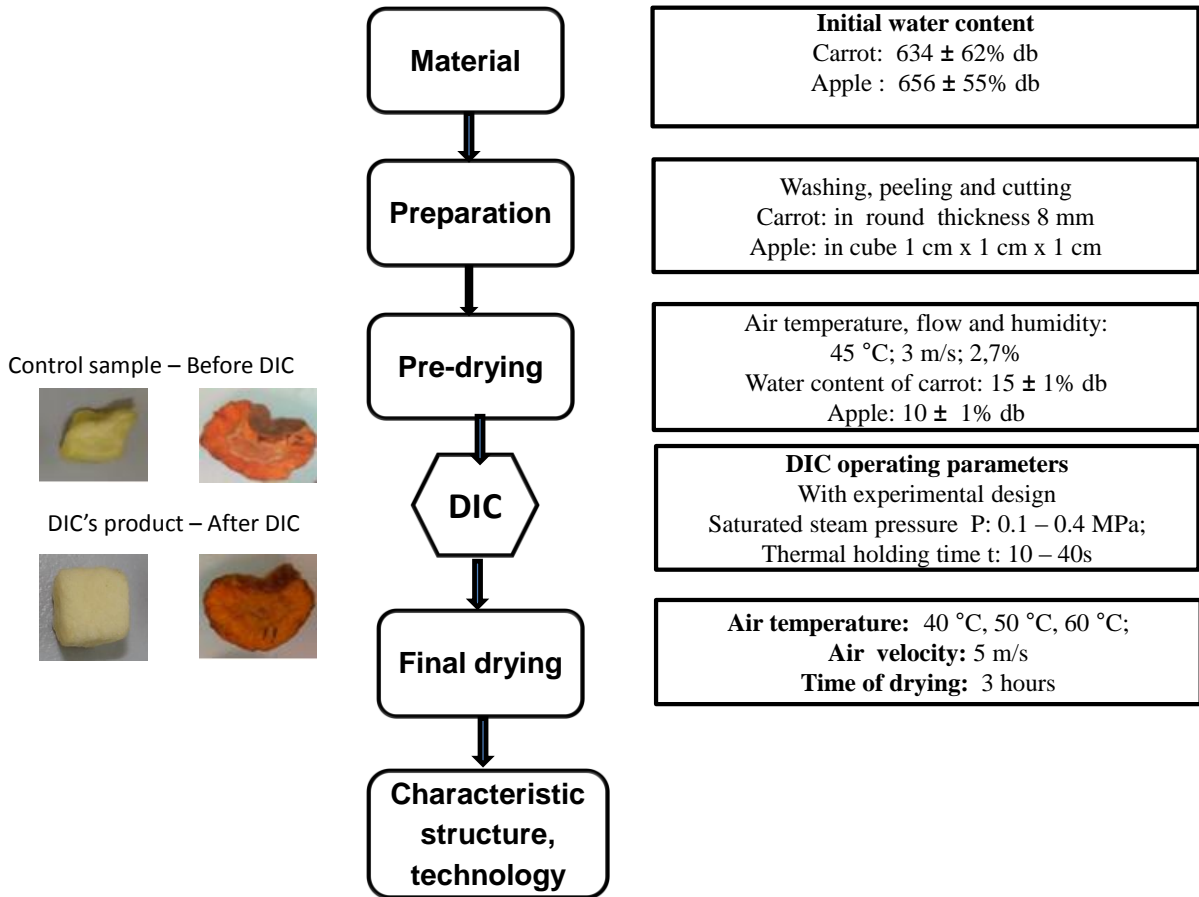 Material
Initial water content
Carrot: 634 ± 62% db
Apple : 656 ± 55% db
Preparation
Washing, peeling and cutting
Carrot: in round thickness 8 mm
Apple: in cube 1 cm x 1 cm x 1 cm
Pre-drying
Air temperature, flow and humidity:
45 °C; 3 m/s; 2,7%
Water content of carrot: 15 ± 1% db
Apple: 10 ± 1% db
Control sample – Before DIC
DIC's product – After DIC
DIC
DIC operating parameters
With experimental design
Saturated steam pressure P: 0.1 – 0.4 MPa;
Thermal holding time t: 10 – 40s
Final drying
Air temperature: 40 °C, 50 °C, 60 °C;
Air velocity: 5 m/s
Time of drying: 3 hours
Characteristic
structure,
technology